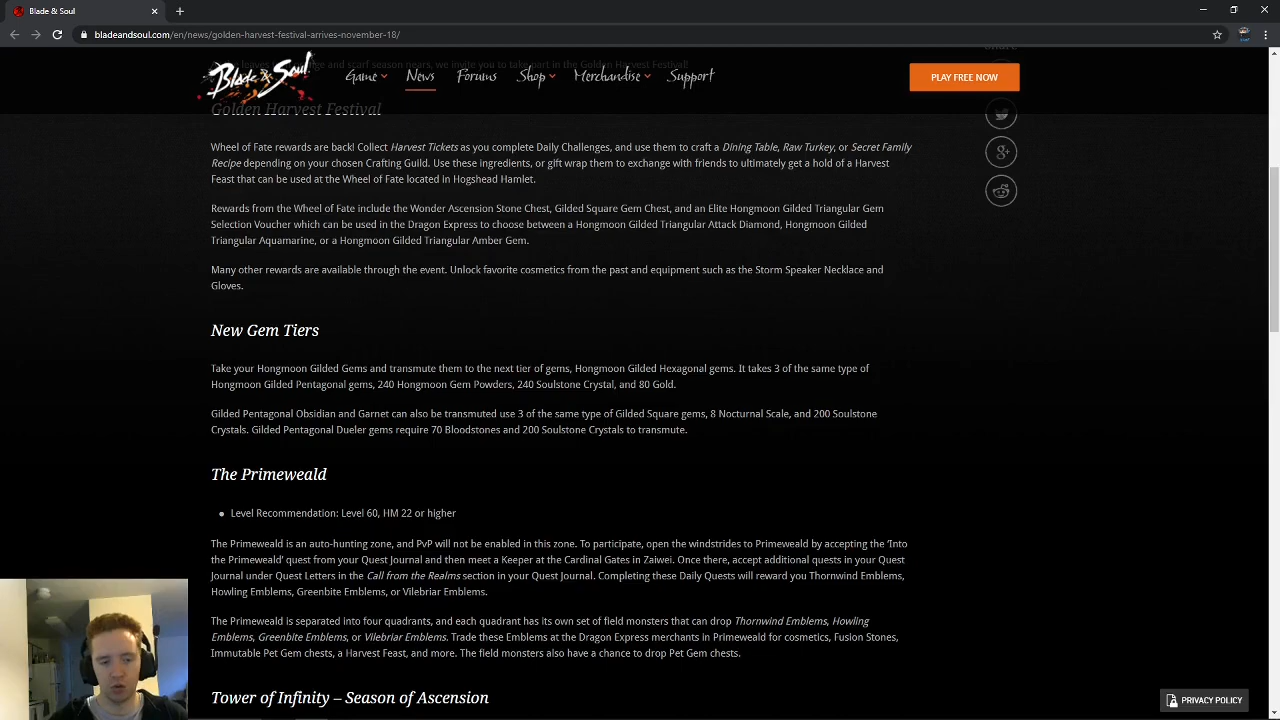 Blade & Soul
bladeandsoul.com/en/news/golden-harvest-festival-arrives-november-18/
Share
leaves and scarf season nears, we invite you to take part in the Golden Harvest Festival!
Blade & Soul
Game News Forums Shop Merchandise Support
PLAY FREE NOW
Golden Harvest Festival
Wheel of Fate rewards are back! Collect Harvest Tickets as you complete Daily Challenges, and use them to craft a Dining Table, Raw Turkey, or Secret Family
Recipe depending on your chosen Crafting Guild. Use these ingredients, or gift wrap them to exchange with friends to ultimately get a hold of a Harvest
Feast that can be used at the Wheel of Fate located in Hogshead Hamlet.
Rewards from the Wheel of Fate include the Wonder Ascension Stone Chest, Gilded Square Gem Chest, and an Elite Hongmoon Gilded Triangular Gem
Selection Voucher which can be used in the Dragon Express to choose between a Hongmoon Gilded Triangular Attack Diamond, Hongmoon Gilded
Triangular Aquamarine, or a Hongmoon Gilded Triangular Amber Gem.
Many other rewards are available through the event. Unlock favorite cosmetics from the past and equipment such as the Storm Speaker Necklace and
Gloves.
New Gem Tiers
Take your Hongmoon Gilded Gems and transmute them to the next tier of gems, Hongmoon Gilded Hexagonal gems. It takes 3 of the same type of
Hongmoon Gilded Pentagonal gems, 240 Hongmoon Gem Powders, 240 Soulstone Crystal, and 80 Gold.
Gilded Pentagonal Obsidian and Garnet can also be transmuted use 3 of the same type of Gilded Square gems, 8 Nocturnal Scale, and 200 Soulstone
Crystals. Gilded Pentagonal Dueler gems require 70 Bloodstones and 200 Soulstone Crystals to transmute.
The Primeweald
Level Recommendation: Level 60, HM 22 or higher
The Primeweald is an auto-hunting zone, and PvP will not be enabled in this zone. To participate, open the windstrides to Primeweald by accepting the ‘Into
the Primeweald’ quest from your Quest Journal and then meet a Keeper at the Cardinal Gates in Zaiwei. Once there, accept additional quests in your Quest
Journal under Quest Letters in the Call from the Realms section in your Quest Journal. Completing these Daily Quests will reward you Thornwind Emblems,
Howling Emblems, Greenbite Emblems, or Vilebriar Emblems.
The Primeweald is separated into four quadrants, and each quadrant has its own set of field monsters that can drop Thornwind Emblems, Howling
Emblems, Greenbite Emblems, or Vilebriar Emblems. Trade these Emblems at the Dragon Express merchants in Primeweald for cosmetics, Fusion Stones,
Immutable Pet Gem chests, a Harvest Feast, and more. The field monsters also have a chance to drop Pet Gem chests.
Tower of Infinity – Season of Ascension
PRIVACY POLICY